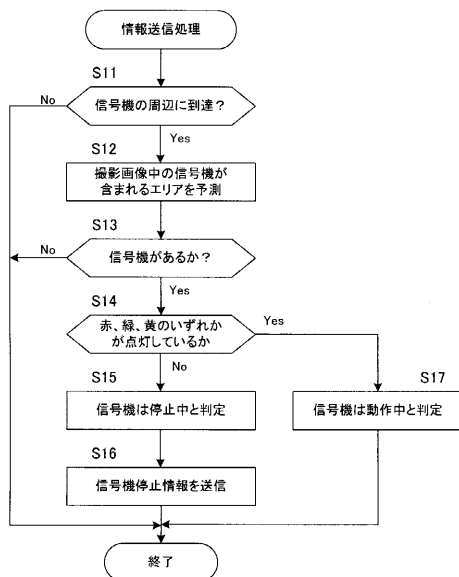 情報送信処理
S11
No
信号機の周辺に到達?
Yes
S12
撮影画像中の信号機が
含まれるエリアを予測
S13
No
信号機があるか?
Yes
S14
赤、緑、黄のいずれか
が点灯しているか
Yes
No
S15
信号機は停止中と判定
S17
信号機は動作中と判定
S16
信号機停止情報を送信
終了